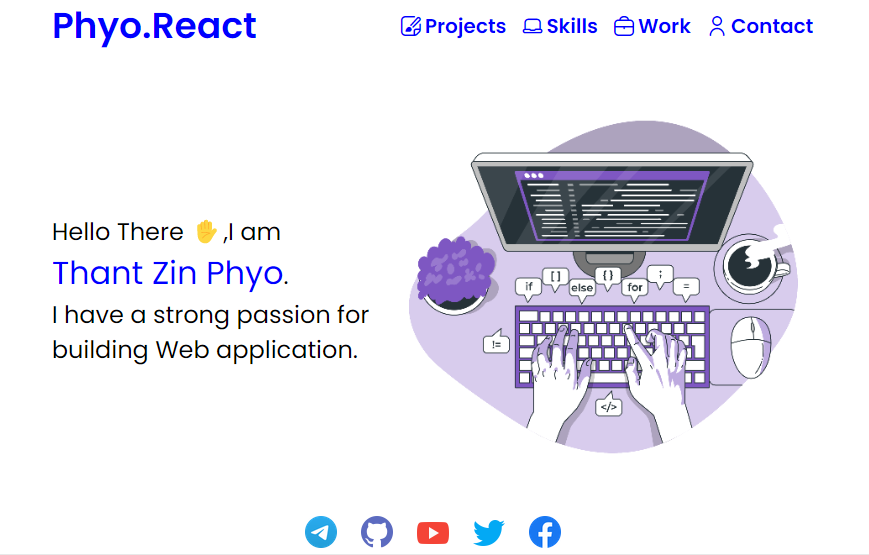 Phyo.React
Projects Skills Work Contact
Hello There ✋,I am
Thant Zin Phyo.
I have a strong passion for
building Web application.
if [ ] else { } for ; =
!=
</>